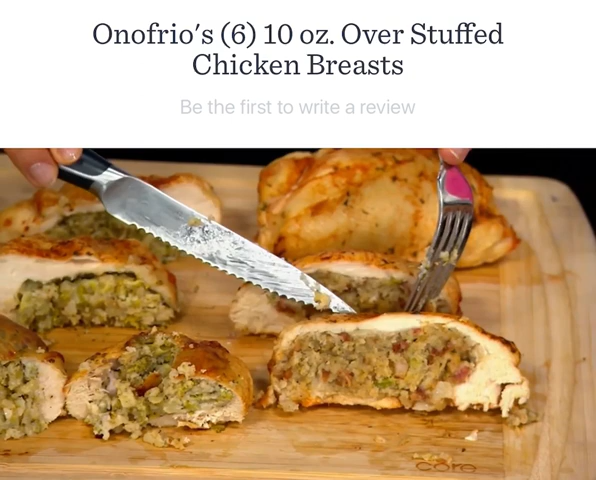 Onofrio's (6) 10 oz. Over Stuffed
Chicken Breasts
Be the first to write a review
core